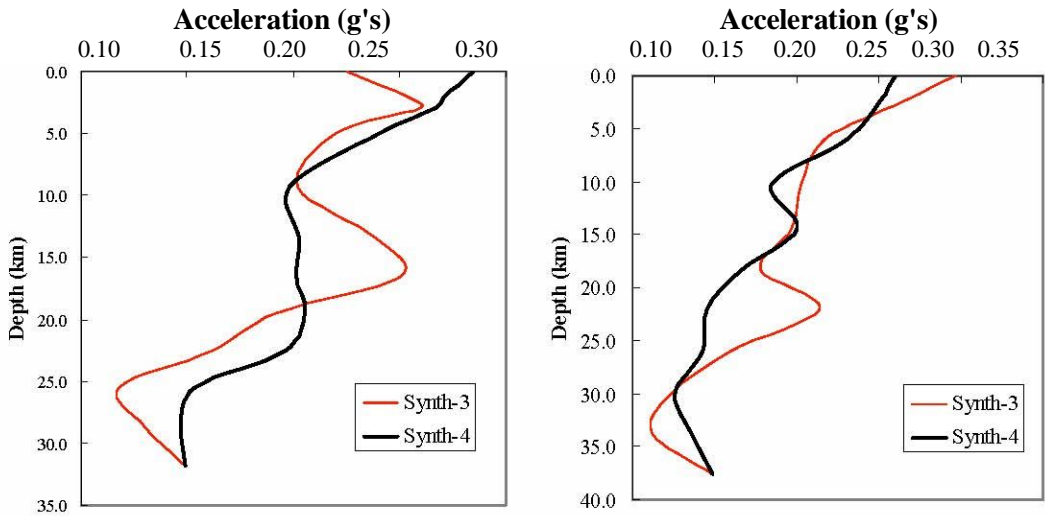 Acceleration (g's)
0.10 0.15 0.20 0.25 0.30
0.0
5.0
10.0
15.0
20.0
25.0
30.0
35.0
Depth (km)
Synth-3
Synth-4
Acceleration (g's)
0.10 0.15 0.20 0.25 0.30 0.35
0.0
5.0
10.0
15.0
20.0
25.0
30.0
35.0
40.0
Depth (km)
Synth-3
Synth-4